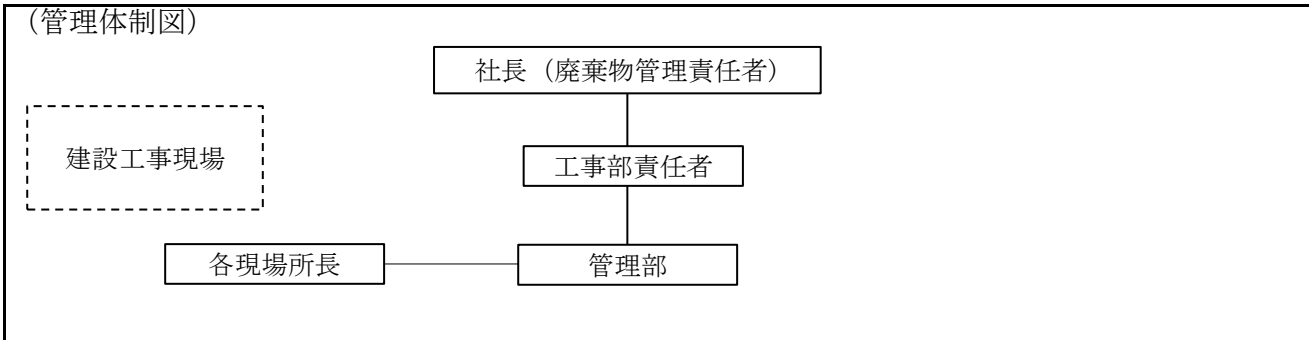 （管理体制図）
社長（廃棄物管理責任者）
建設工事現場
工事部責任者
各現場所長
管理部